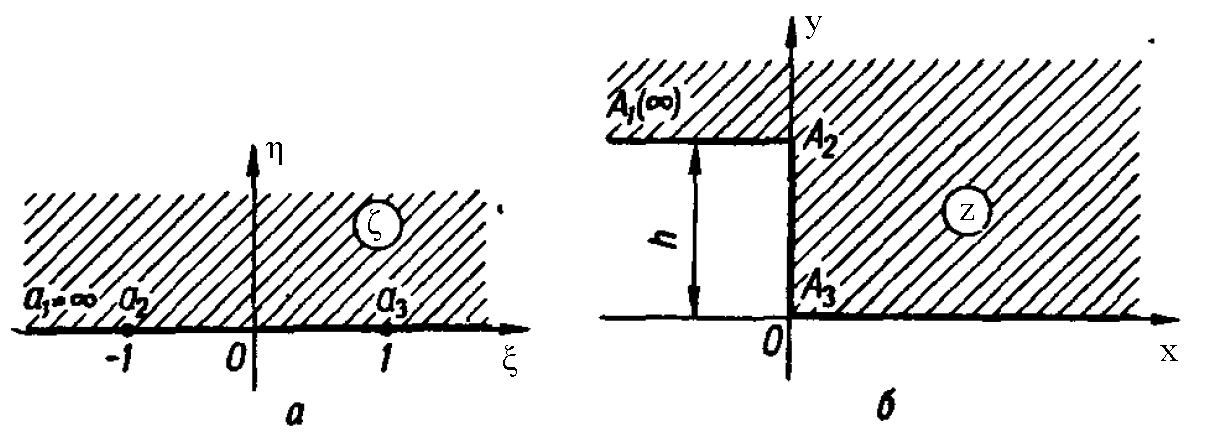 η
ζ
a₁=∞ a₂ a₃
-1 0 1 ξ
а
y
A₁(∞)
A₂
z
h
A₃
0 x
б